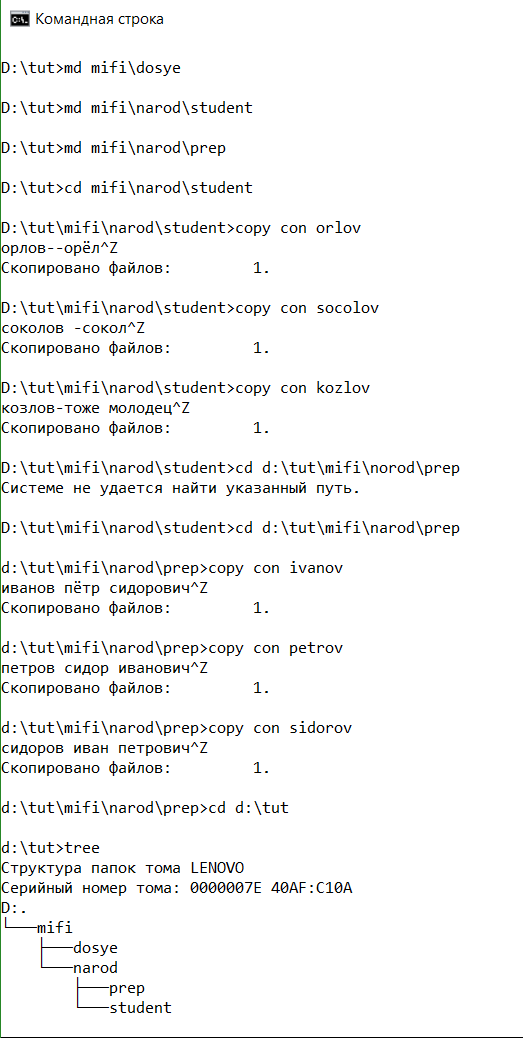 Командная строка
D:\tut>md mifi\dosye
D:\tut>md mifi\narod\student
D:\tut>md mifi\narod\prep
D:\tut>cd mifi\narod\student
D:\tut\mifi\narod\student>copy con orlov
орлов--орёл^Z
Скопировано файлов:         1.
D:\tut\mifi\narod\student>copy con socolov
соколов -сокол^Z
Скопировано файлов:         1.
D:\tut\mifi\narod\student>copy con kozlov
козлов-тоже молодец^Z
Скопировано файлов:         1.
D:\tut\mifi\narod\student>cd d:\tut\mifi\norod\prep
Системе не удается найти указанный путь.
D:\tut\mifi\narod\student>cd d:\tut\mifi\narod\prep
d:\tut\mifi\narod\prep>copy con ivanov
иванов пётр сидорович^Z
Скопировано файлов:         1.
d:\tut\mifi\narod\prep>copy con petrov
петров сидор иванович^Z
Скопировано файлов:         1.
d:\tut\mifi\narod\prep>copy con sidorov
сидоров иван петрович^Z
Скопировано файлов:         1.
d:\tut\mifi\narod\prep>cd d:\tut
d:\tut>tree
Структура папок тома LENOVO
Серийный номер тома: 0000007E 40AF:C10A
D:.
└───mifi
    ├───dosye
    └───narod
        ├───prep
        └───student